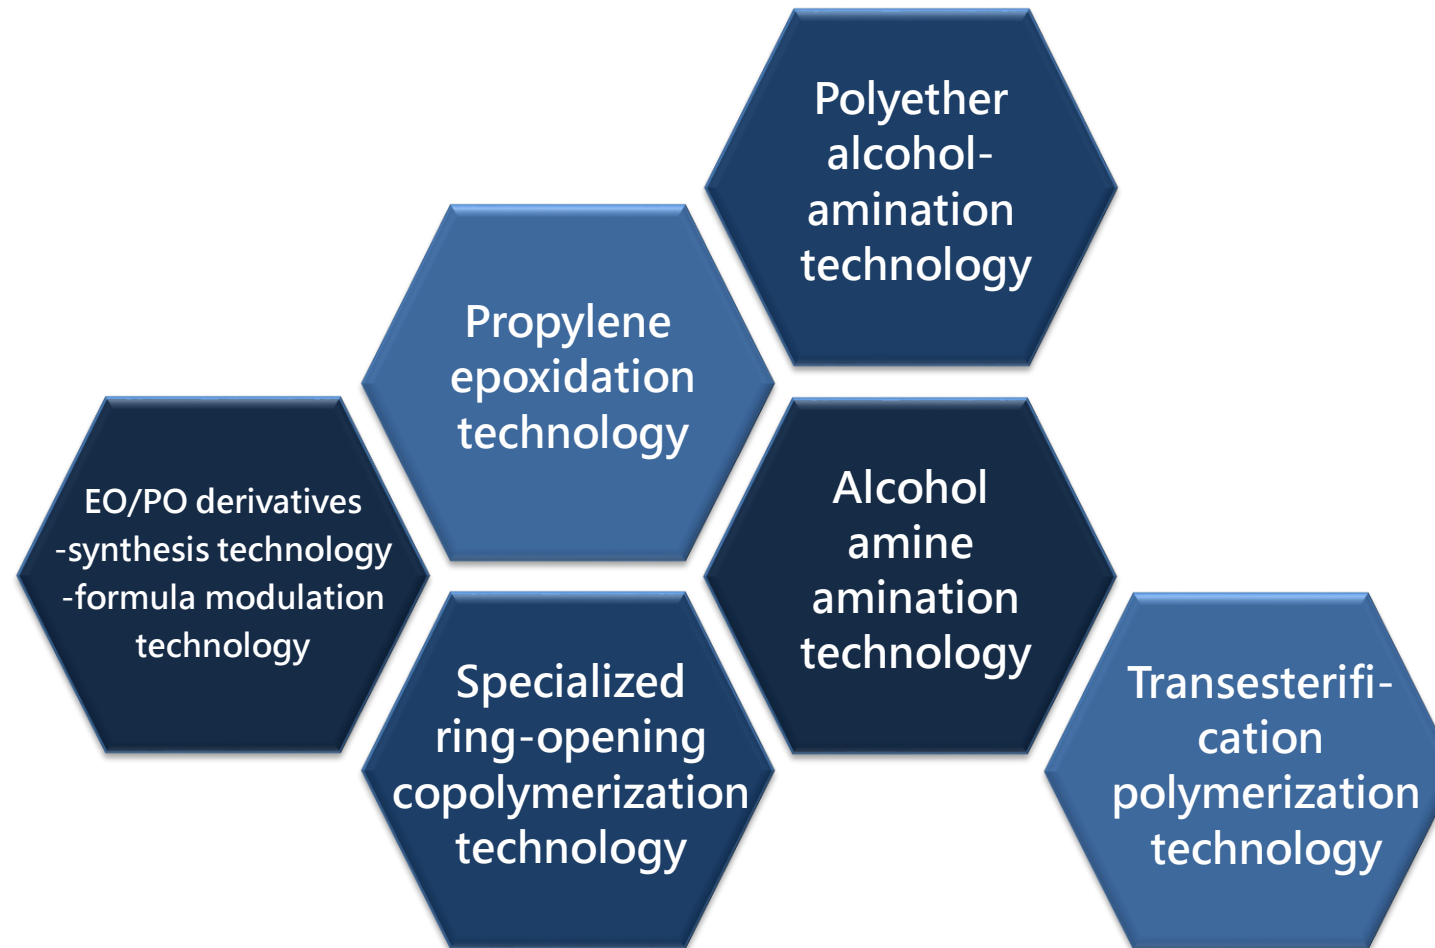 Polyether
alcohol-
amination
technology
Propylene
epoxidation
technology
EO/PO derivatives
-synthesis technology
-formula modulation
technology
Alcohol
amine
amination
technology
Specialized
ring-opening
copolymerization
technology
Transesterifi-
cation
polymerization
technology